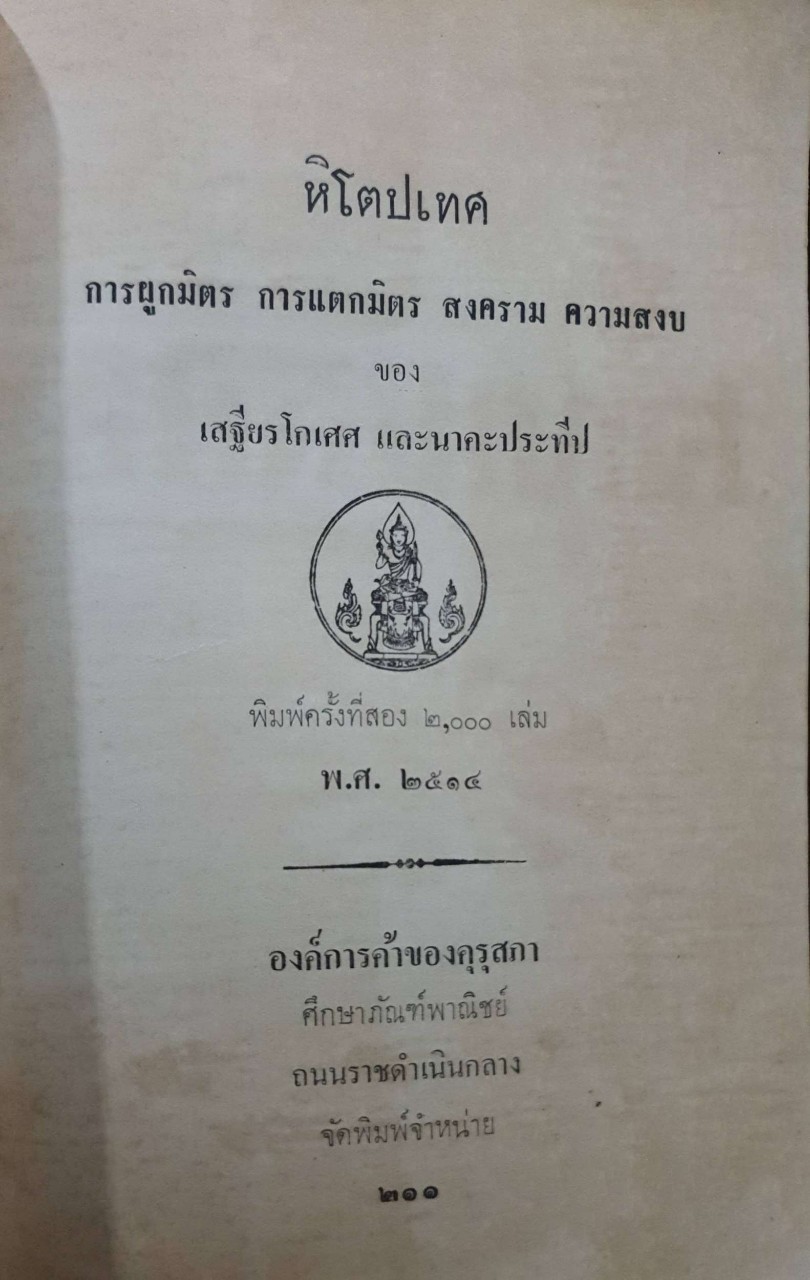 หิโตปเทศ
การผูกมิตร การแตกมิตร สงคราม ความสงบ
ของ
เสฐียรโกเศศ และนาคะประทีป
พิมพ์ครั้งที่สอง ๒,๐๐๐ เล่ม
พ.ศ. ๒๕๑๔
องค์การค้าของคุรุสภา
ศึกษาภัณฑ์พาณิชย์
ถนนราชดำเนินกลาง
จัดพิมพ์จำหน่าย
๒๑๑